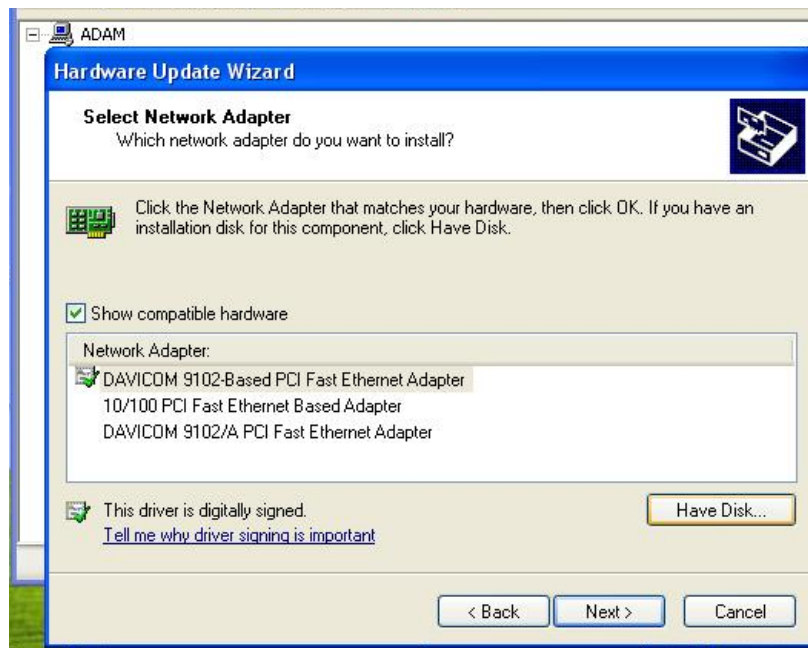 ADAM
Hardware Update Wizard
Select Network Adapter
Which network adapter do you want to install?
Click the Network Adapter that matches your hardware, then click OK. If you have an
installation disk for this component, click Have Disk.
Show compatible hardware
Network Adapter:
DAVICOM 9102-Based PCI Fast Ethernet Adapter
10/100 PCI Fast Ethernet Based Adapter
DAVICOM 9102/A PCI Fast Ethernet Adapter
This driver is digitally signed.
Have Disk...
Tell me why driver signing is important
< Back Next > Cancel